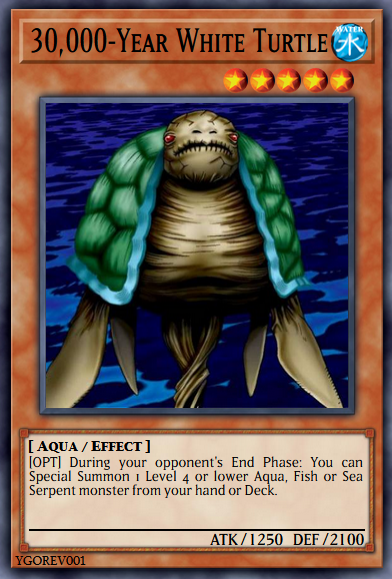 30,000-Year White Turtle
WATER
水
[ Aqua / Effect ]
[OPT] During your opponent's End Phase: You can
Special Summon 1 Level 4 or lower Aqua, Fish or Sea
Serpent monster from your hand or Deck.
ATK / 1250 DEF / 2100
YGOREV001